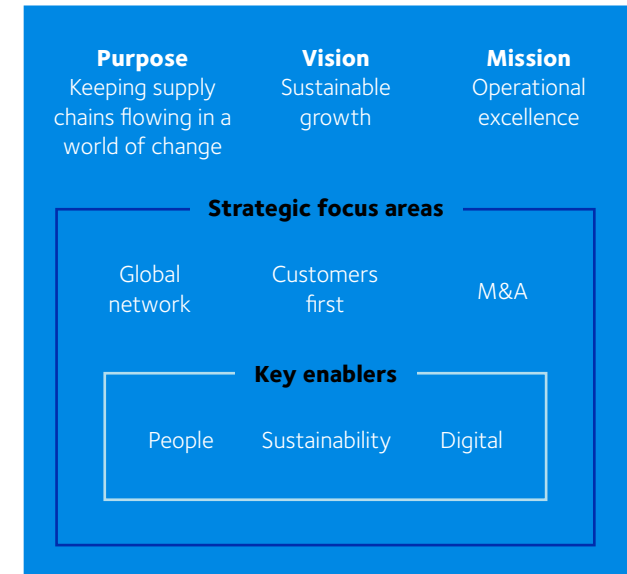 Purpose
Keeping supply
chains flowing in a
world of change
Vision
Sustainable
growth
Mission
Operational
excellence
Strategic focus areas
Global
network
Customers
first
M&A
Key enablers
People
Sustainability
Digital